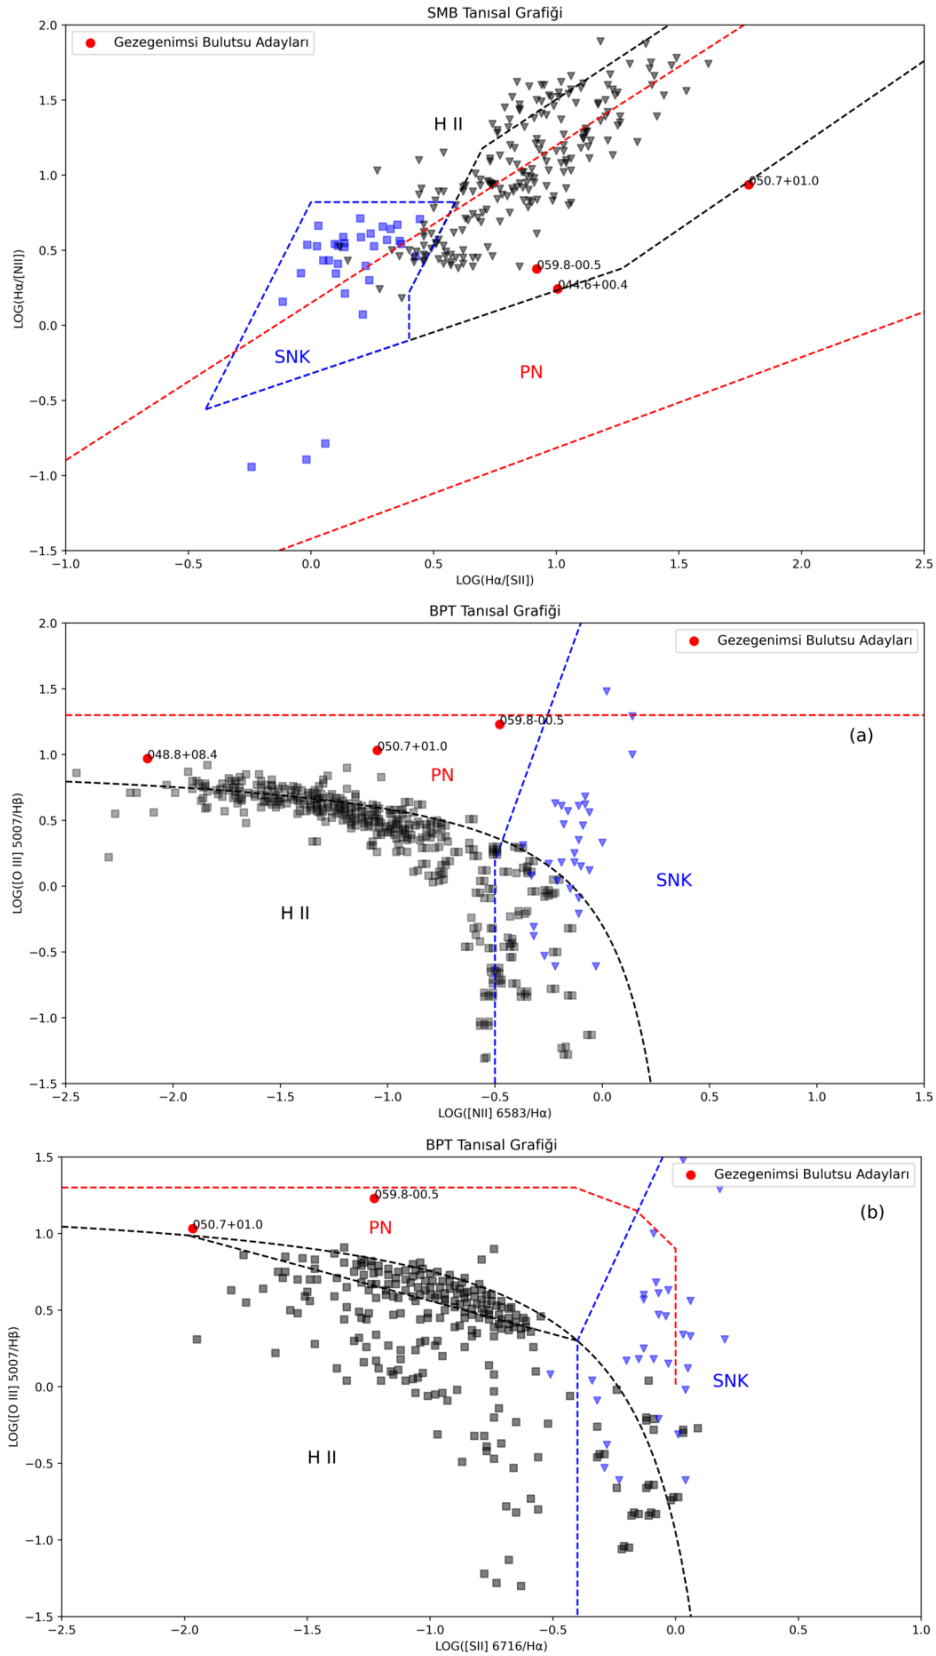 SMB Tanısal Grafiği
Gezegenimsi Bulutsu Adayları
2.0
1.5
1.0
0.5
0.0
−0.5
−1.0
−1.5
LOG(Hα/[NII])
H II
SNK
PN
050.7+01.0
059.8-00.5
044.6+00.4
−1.0 −0.5 0.0 0.5 1.0 1.5 2.0 2.5
LOG(Hα/[SII])
BPT Tanısal Grafiği
Gezegenimsi Bulutsu Adayları
2.0
1.5
1.0
0.5
0.0
−0.5
−1.0
−1.5
LOG([O III] 5007/Hβ)
(a)
059.8-00.5
050.7+01.0
048.8+08.4
PN
SNK
H II
−2.5 −2.0 −1.5 −1.0 −0.5 0.0 0.5 1.0 1.5
LOG([NII] 6583/Hα)
BPT Tanısal Grafiği
Gezegenimsi Bulutsu Adayları
1.5
1.0
0.5
0.0
−0.5
−1.0
−1.5
LOG([O III] 5007/Hβ)
(b)
059.8-00.5
050.7+01.0
PN
SNK
H II
−2.5 −2.0 −1.5 −1.0 −0.5 0.0 0.5 1.0
LOG([SII] 6716/Hα)